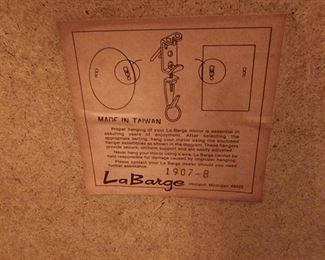 MADE IN TAIWAN
Proper hanging of your La Barge mirror is essential in
assuring years of enjoyment. After selecting the
appropriate setting, hang your mirror using the enclosed
hanger assemblies as shown in the diagram. These hangers
provide secure, uniform support and are easily adjusted.
Never hang your mirror using a wire. La Barge cannot be
held responsible for damage caused by improper hanging.
Please contact your La Barge dealer should you need
further assistance.
1907-8
LaBarge
Holland, Michigan 49423